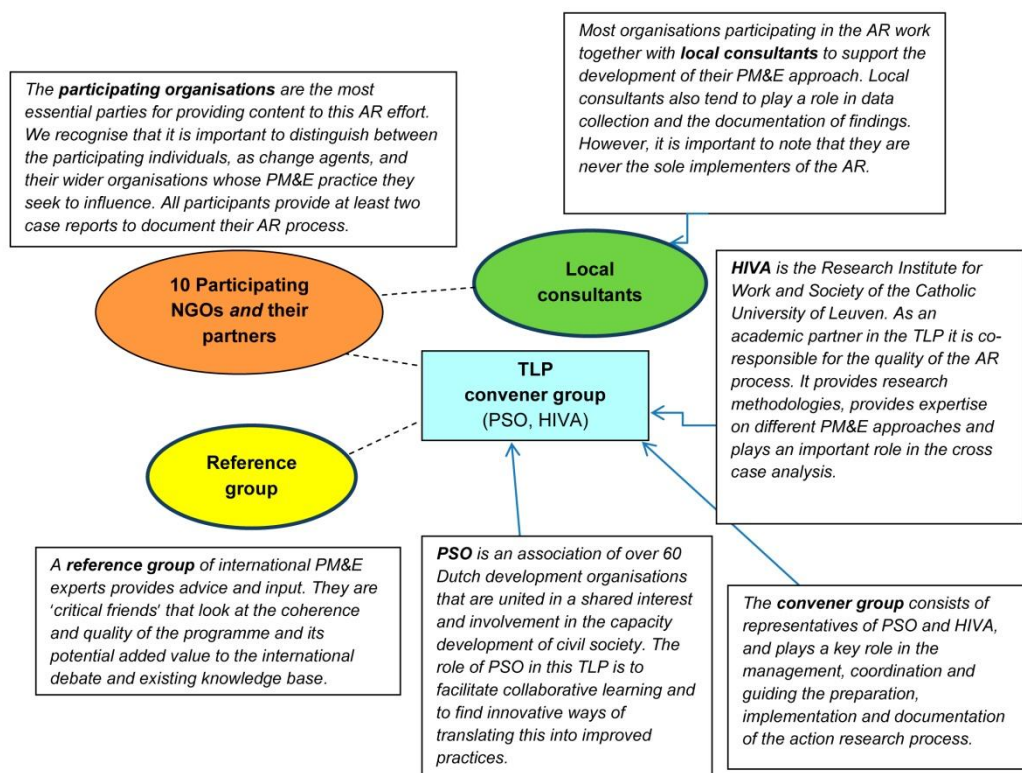 Most organisations participating in the AR work
together with local consultants to support the
development of their PM&E approach. Local
consultants also tend to play a role in data
collection and the documentation of findings.
However, it is important to note that they are
never the sole implementers of the AR.
The participating organisations are the most
essential parties for providing content to this AR effort.
We recognise that it is important to distinguish between
the participating individuals, as change agents, and
their wider organisations whose PM&E practice they
seek to influence. All participants provide at least two
case reports to document their AR process.
10 Participating
NGOs and their
partners
Local
consultants
HIVA is the Research Institute for
Work and Society of the Catholic
University of Leuven. As an
academic partner in the TLP it is co-
responsible for the quality of the AR
process. It provides research
methodologies, provides expertise
on different PM&E approaches and
plays an important role in the cross
case analysis.
TLP
convener group
(PSO, HIVA)
Reference
group
A reference group of international PM&E
experts provides advice and input. They are
‘critical friends’ that look at the coherence
and quality of the programme and its
potential added value to the international
debate and existing knowledge base.
PSO is an association of over 60
Dutch development organisations
that are united in a shared interest
and involvement in the capacity
development of civil society. The
role of PSO in this TLP is to
facilitate collaborative learning and
to find innovative ways of
translating this into improved
practices.
The convener group consists of
representatives of PSO and HIVA,
and plays a key role in the
management, coordination and
guiding the preparation,
implementation and documentation
of the action research process.